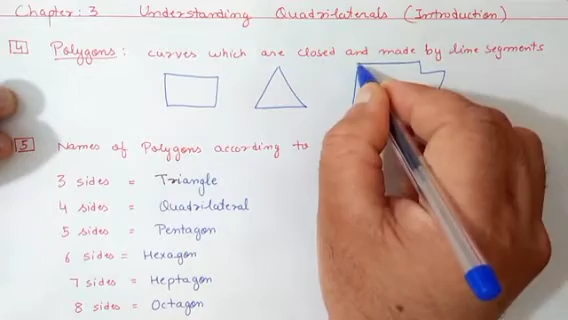 Chapter: 3 Understanding Quadrilaterals (Introduction)
4 Polygons: curves which are closed and made by line segments
5 Names of Polygons according to
3 sides = Triangle
4 sides = Quadrilateral
5 sides = Pentagon
6 sides = Hexagon
7 sides = Heptagon
8 sides = Octagon